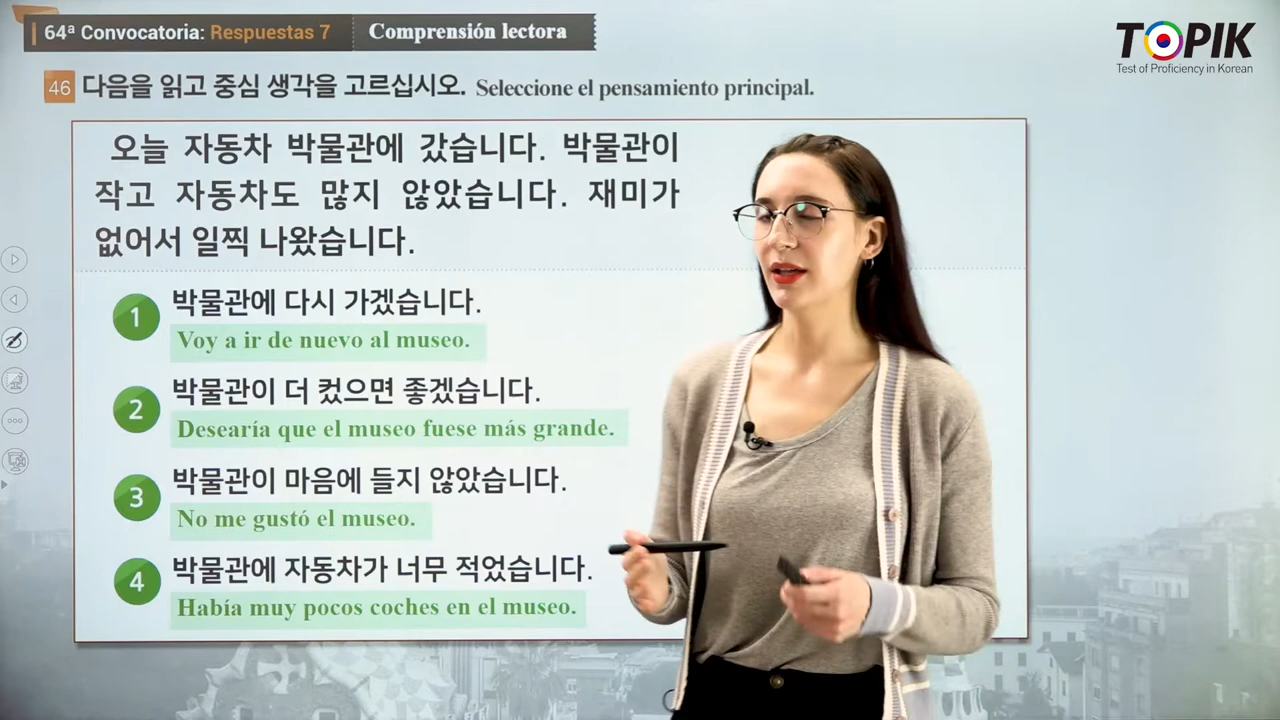 64ª Convocatoria: Respuestas 7 Comprensión lectora
TOPIK
Test of Proficiency in Korean
46 다음을 읽고 중심 생각을 고르십시오. Seleccione el pensamiento principal.
오늘 자동차 박물관에 갔습니다. 박물관이
작고 자동차도 많지 않았습니다. 재미가
없어서 일찍 나왔습니다.
1 박물관에 다시 가겠습니다.
Voy a ir de nuevo al museo.
2 박물관이 더 컸으면 좋겠습니다.
Desearía que el museo fuese más grande.
3 박물관이 마음에 들지 않았습니다.
No me gustó el museo.
4 박물관에 자동차가 너무 적었습니다.
Había muy pocos coches en el museo.